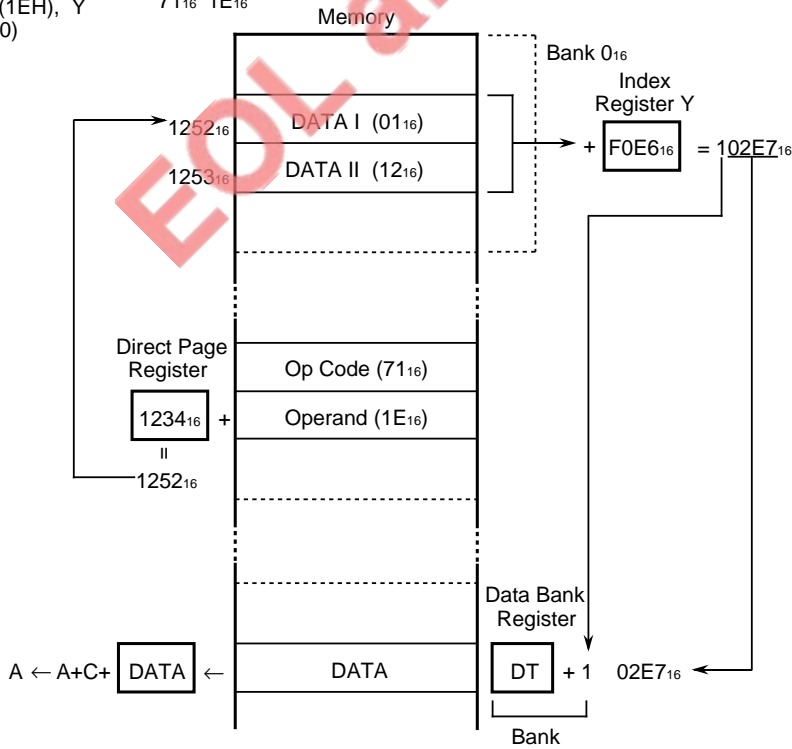 (1EH), Y 71₁₆ 1E₁₆
0)
Memory
Bank 0₁₆
Index
Register Y
1252₁₆ DATA I (01₁₆) + F0E6₁₆ = 102E7₁₆
1253₁₆ DATA II (12₁₆)
Direct Page
Register
Op Code (71₁₆)
1234₁₆ + Operand (1E₁₆)
=
1252₁₆
Data Bank
Register
A ← A+C+ DATA ← DATA DT + 1 02E7₁₆
Bank
EOL